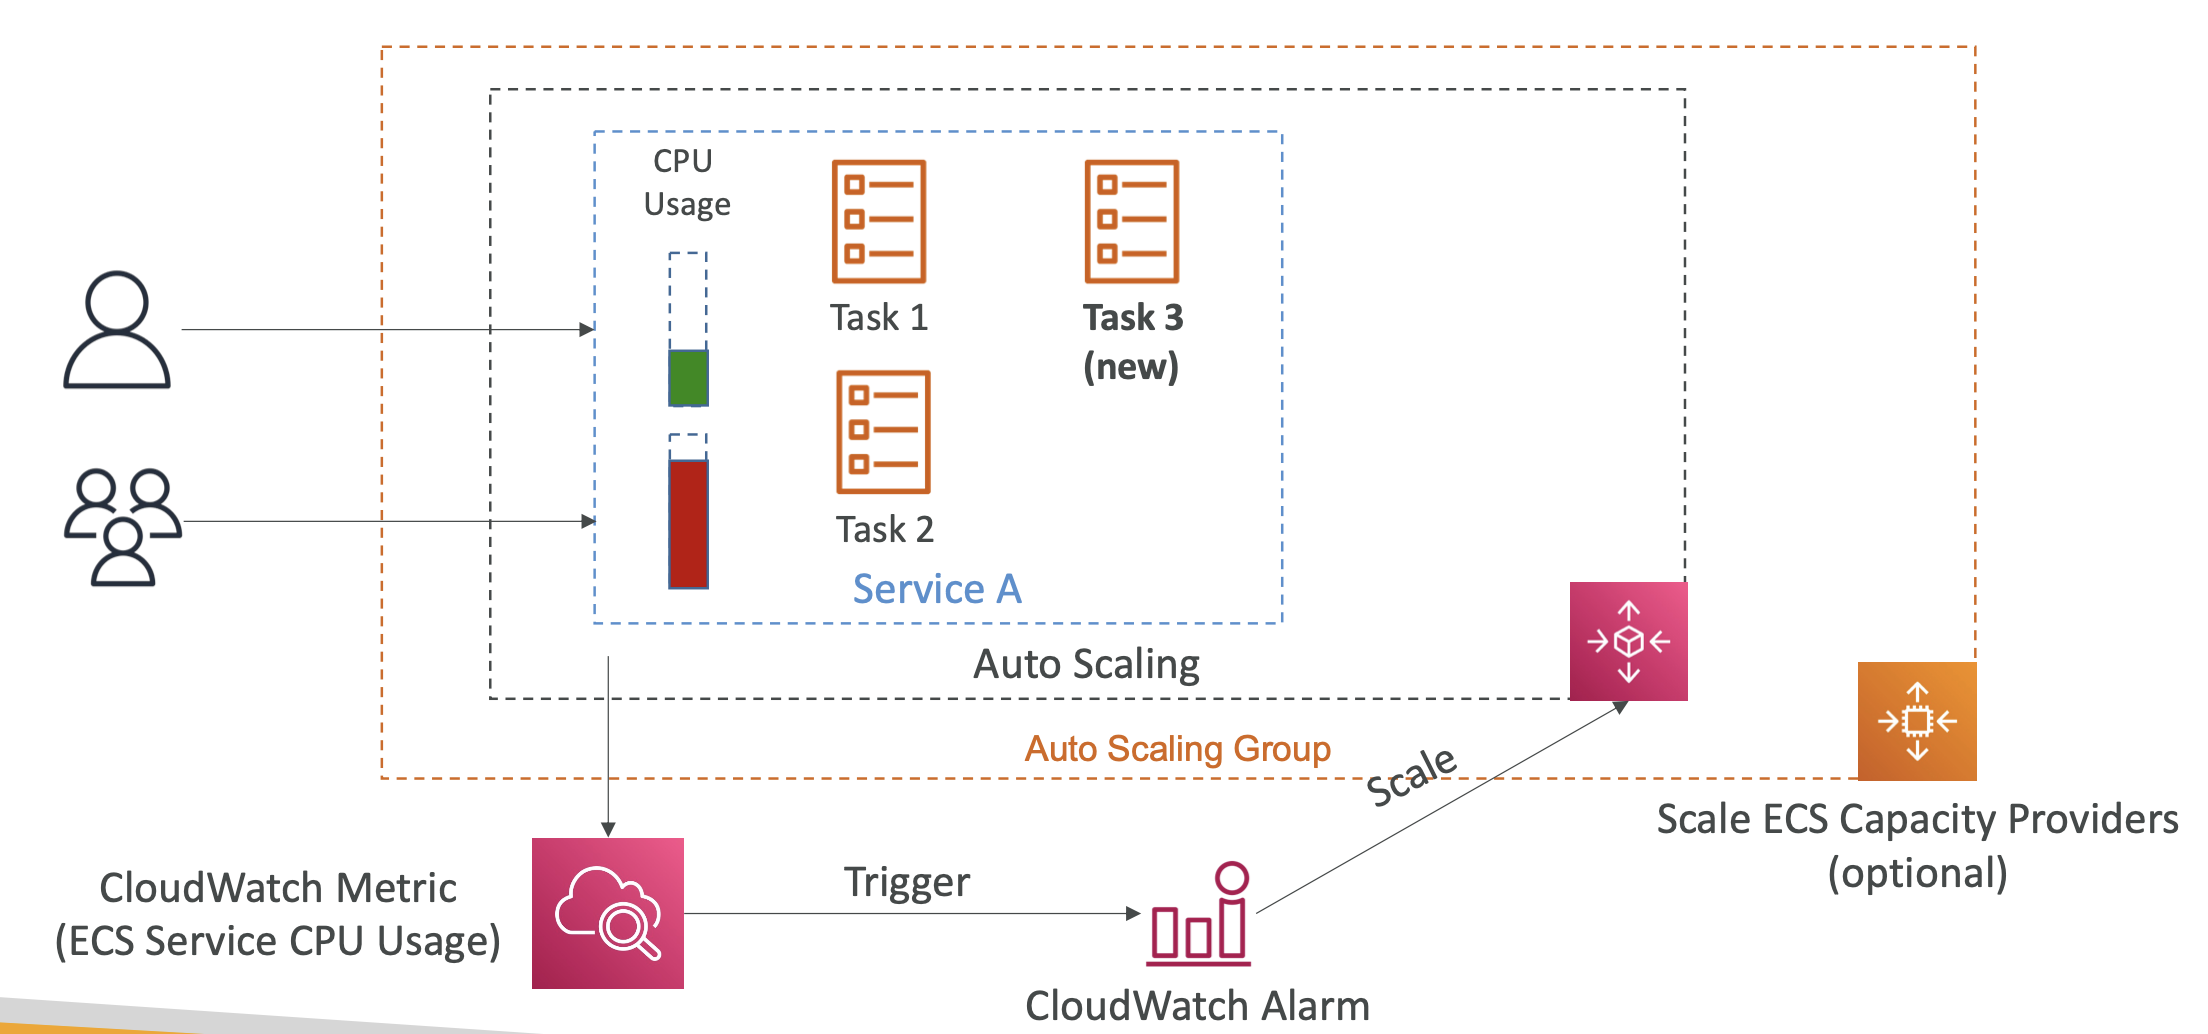 CPU
Usage
Task 1
Task 3
(new)
Task 2
Service A
Auto Scaling
Auto Scaling Group
Scale
Scale ECS Capacity Providers
(optional)
CloudWatch Metric
(ECS Service CPU Usage)
Trigger
CloudWatch Alarm